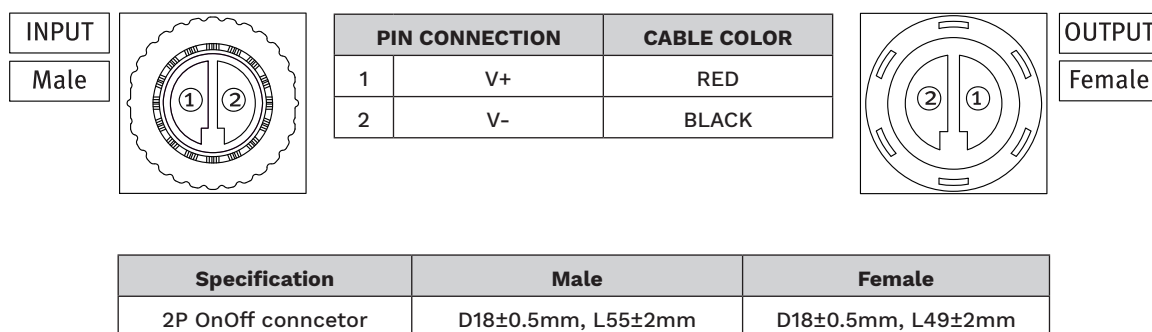 INPUT
Male
① ②
PIN CONNECTION CABLE COLOR
1 V+ RED
2 V- BLACK
② ①
OUTPUT
Female
Specification Male Female
2P OnOff conncetor D18±0.5mm, L55±2mm D18±0.5mm, L49±2mm